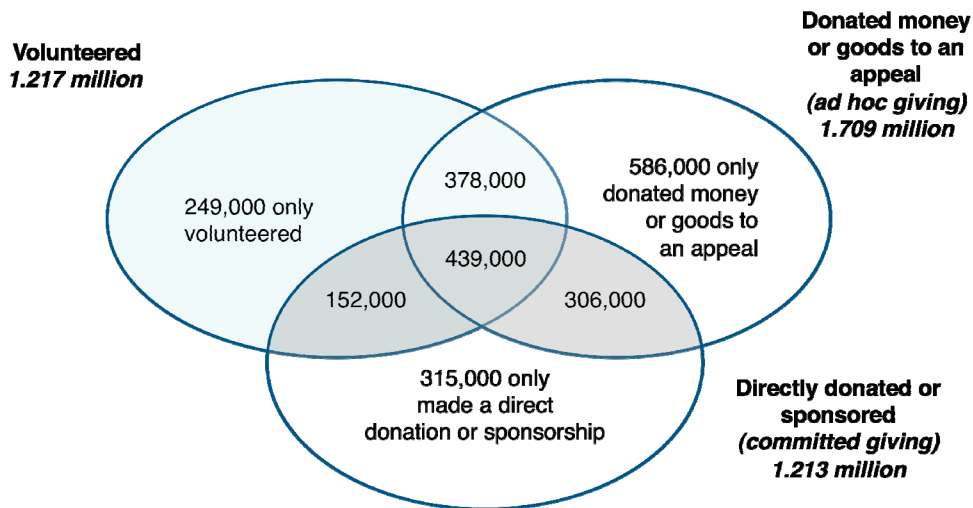 Volunteered
1.217 million
Donated money
or goods to an
appeal
(ad hoc giving)
1.709 million
378,000
586,000 only
donated money
or goods to
an appeal
249,000 only
volunteered
439,000
152,000
306,000
315,000 only
made a direct
donation or sponsorship
Directly donated or
sponsored
(committed giving)
1.213 million